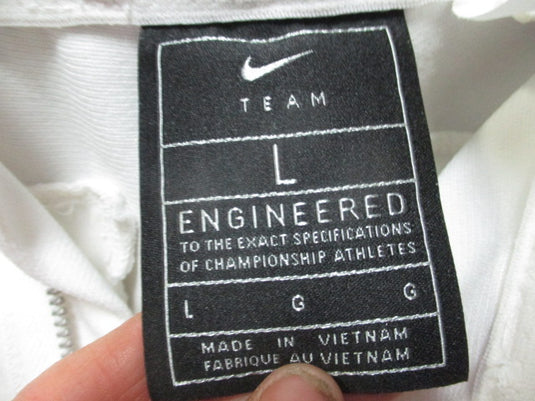 TEAM
L
ENGINEERED
TO THE EXACT SPECIFICATIONS
OF CHAMPIONSHIP ATHLETES
L G G
MADE IN VIETNAM
FABRIQUE AU VIETNAM